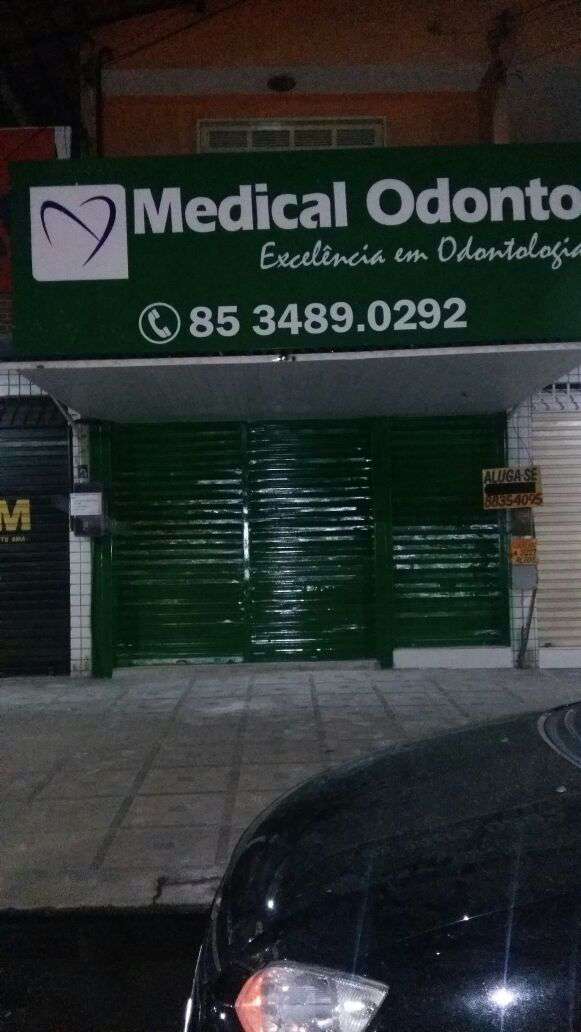 Medical Odonto
Excelência em Odontologia
85 3489.0292
ALUGA-SE
M